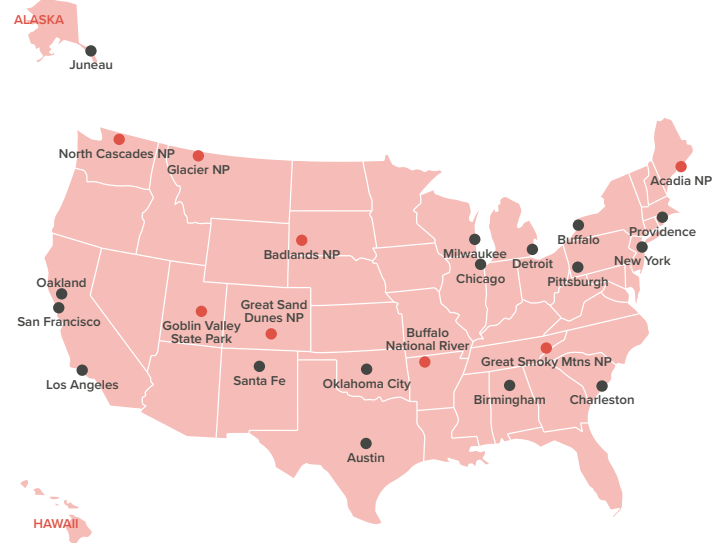 ALASKA
Juneau
North Cascades NP
Glacier NP
Acadia NP
Providence
Buffalo
Badlands NP
Milwaukee
Detroit
New York
Chicago
Pittsburgh
Oakland
San Francisco
Great Sand
Dunes NP
Goblin Valley
State Park
Buffalo
National River
Great Smoky Mtns NP
Los Angeles
Santa Fe
Oklahoma City
Birmingham
Charleston
Austin
HAWAII